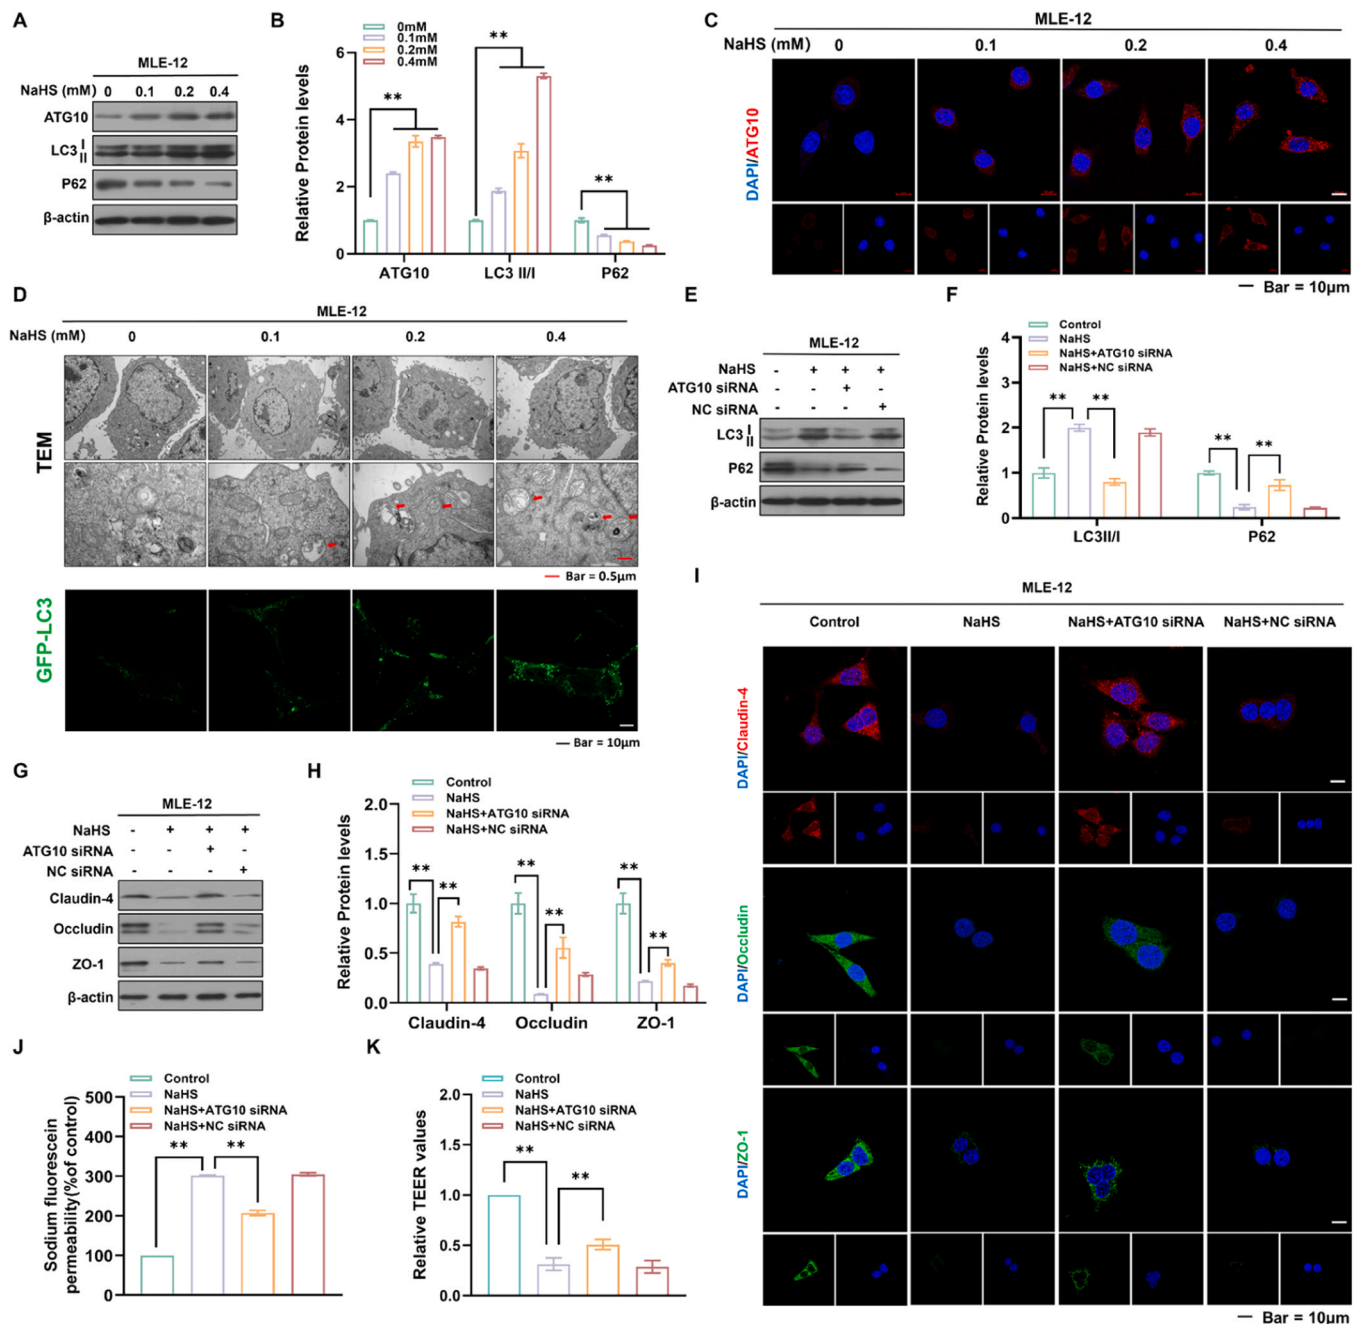 A
MLE-12
NaHS (mM) 0 0.1 0.2 0.4
ATG10
LC3 I
II
P62
β-actin
B
0mM
0.1mM
0.2mM
0.4mM
Relative Protein levels
6
4
2
0
** ** **
ATG10 LC3 II/I P62
C
MLE-12
NaHS (mM) 0 0.1 0.2 0.4
DAPI/ATG10
Bar = 10μm
D
MLE-12
NaHS (mM) 0 0.1 0.2 0.4
TEM
Bar = 0.5μm
GFP-LC3
Bar = 10μm
E
MLE-12
NaHS - + + +
ATG10 siRNA - - + -
NC siRNA - - - +
LC3 I
II
P62
β-actin
F
Control
NaHS
NaHS+ATG10 siRNA
NaHS+NC siRNA
Relative Protein levels
4
3
2
1
0
** ** ** **
LC3II/I P62
G
MLE-12
NaHS - + + +
ATG10 siRNA - - + -
NC siRNA - - - +
Claudin-4
Occludin
ZO-1
β-actin
H
Control
NaHS
NaHS+ATG10 siRNA
NaHS+NC siRNA
Relative Protein levels
2.0
1.5
1.0
0.5
0.0
** ** ** ** ** **
Claudin-4 Occludin ZO-1
I
MLE-12
Control NaHS NaHS+ATG10 siRNA NaHS+NC siRNA
DAPI/Claudin-4
DAPI/Occludin
DAPI/ZO-1
Bar = 10μm
J
Control
NaHS
NaHS+ATG10 siRNA
NaHS+NC siRNA
Sodium fluorescein
permeability(%of control)
500
400
300
200
100
0
** **
K
Control
NaHS
NaHS+ATG10 siRNA
NaHS+NC siRNA
Relative TEER values
2.0
1.5
1.0
0.5
0.0
** **